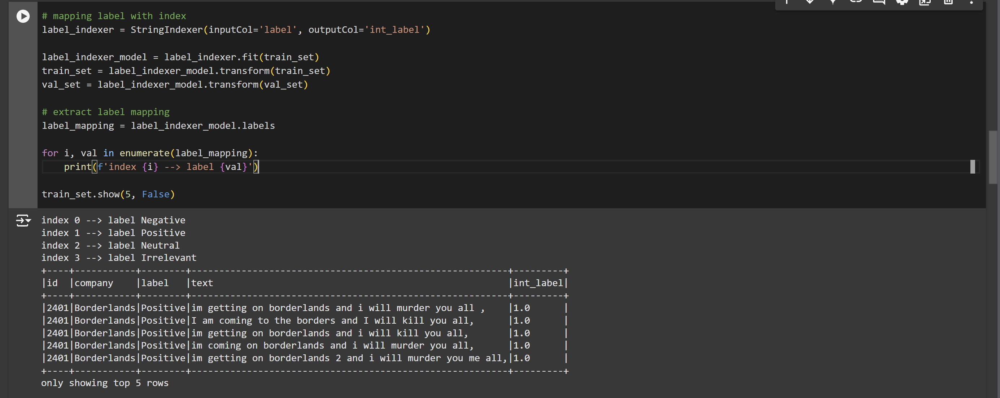 # mapping label with index
label_indexer = StringIndexer(inputCol='label', outputCol='int_label')
label_indexer_model = label_indexer.fit(train_set)
train_set = label_indexer_model.transform(train_set)
val_set = label_indexer_model.transform(val_set)
# extract label mapping
label_mapping = label_indexer_model.labels
for i, val in enumerate(label_mapping):
    print(f'index {i} --> label {val}')
train_set.show(5, False)
index 0 --> label Negative
index 1 --> label Positive
index 2 --> label Neutral
index 3 --> label Irrelevant
+----+-----------+--------+---------------------------------------------------------+---------+
|id  |company    |label   |text                                                     |int_label|
+----+-----------+--------+---------------------------------------------------------+---------+
|2401|Borderlands|Positive|im getting on borderlands and i will murder you all ,    |1.0      |
|2401|Borderlands|Positive|I am coming to the borders and I will kill you all,      |1.0      |
|2401|Borderlands|Positive|im getting on borderlands and i will kill you all,       |1.0      |
|2401|Borderlands|Positive|im coming on borderlands and i will murder you all,      |1.0      |
|2401|Borderlands|Positive|im getting on borderlands 2 and i will murder you me all,|1.0      |
+----+-----------+--------+---------------------------------------------------------+---------+
only showing top 5 rows